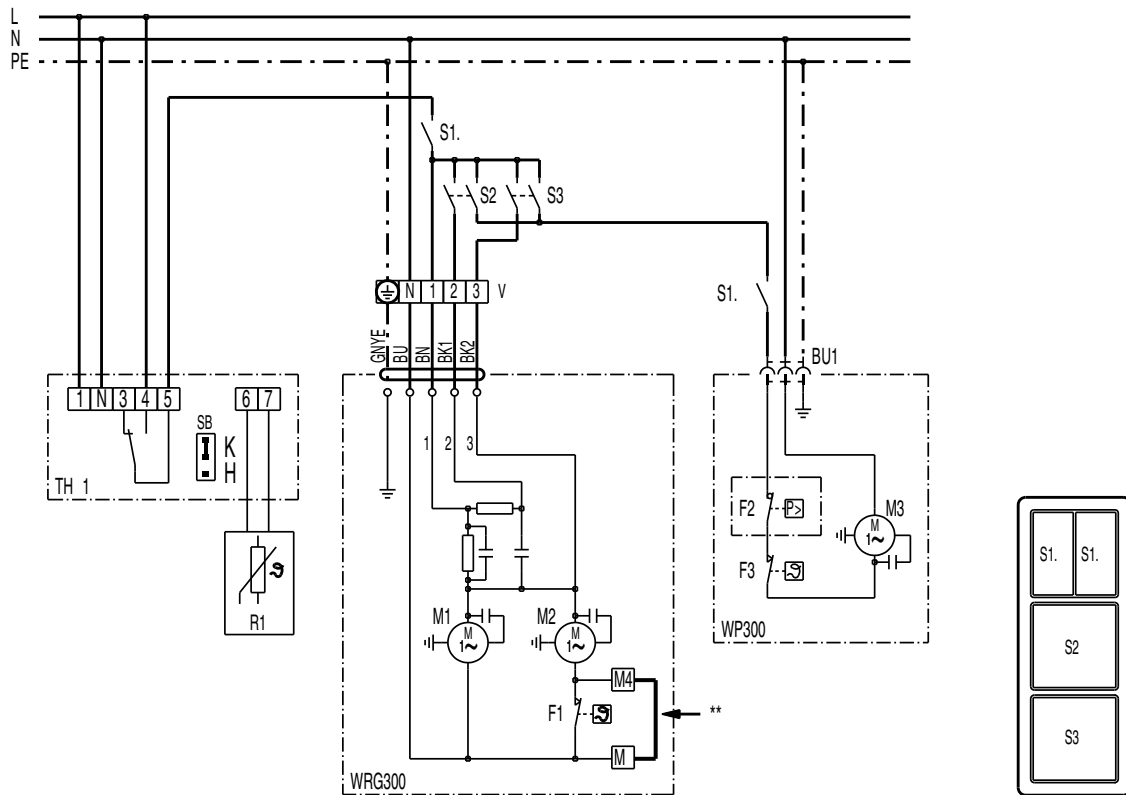 L
N
PE
S1.
S2
S3
N 1 2 3 V
S1.
GNYE
BU
BN
BK1
BK2
BU1
1 N 3 4 5
6 7
SB
K
H
TH 1
1 2 3
R1
F2 P>
M3
M
1~
F3 ϑ
WP300
M1
M
1~
M2
M
1~
ϑ
M4
F1 ϑ
**
M
WRG300
S1. S1.
S2
S3